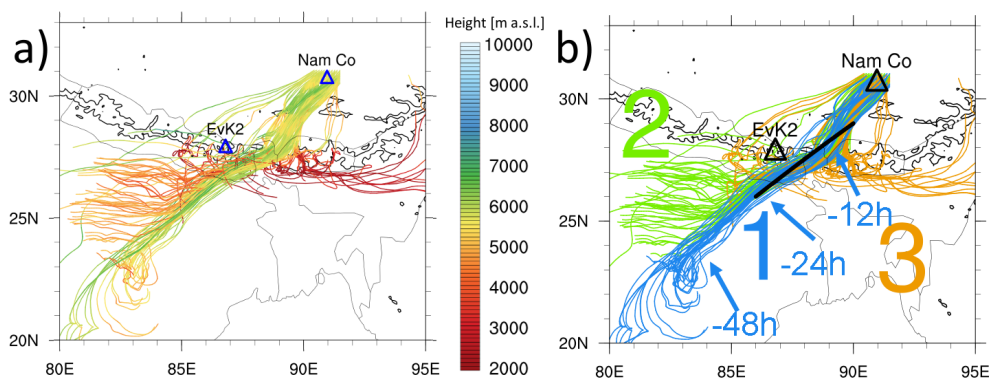 a)
Height [m a.s.l.]
10000
9000
8000
7000
6000
5000
4000
3000
2000
Nam Co
EvK2
30N
25N
20N
80E
85E
90E
95E
b)
Nam Co
EvK2
2
1
3
-12h
-24h
-48h
30N
25N
20N
80E
85E
90E
95E